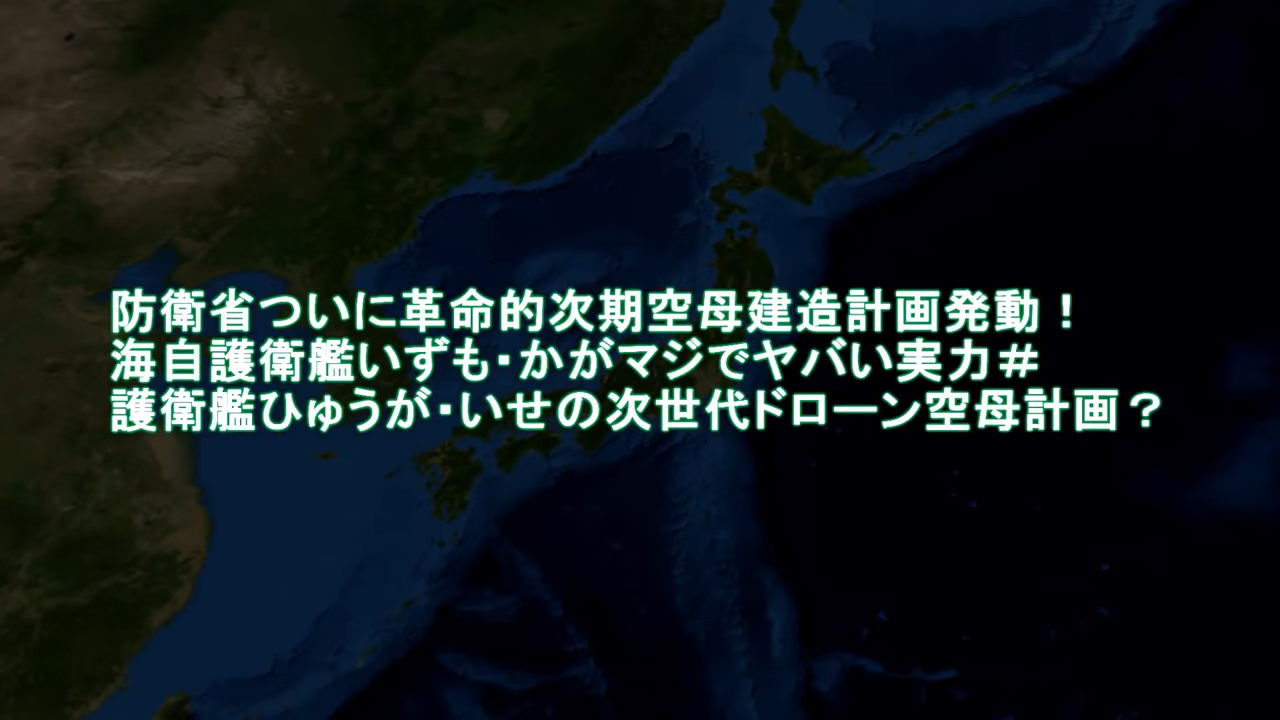 防衛省ついに革命的次期空母建造計画発動！
海自護衛艦いずも・かがマジでヤバい実力＃
護衛艦ひゅうが・いせの次世代ドローン空母計画？